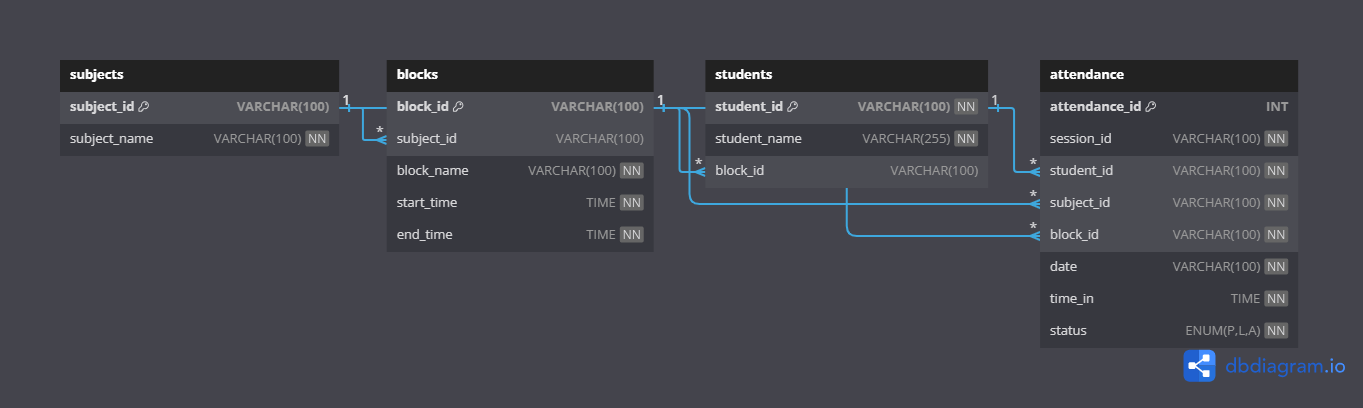 subjects
subject_id VARCHAR(100)
subject_name VARCHAR(100) NN
1
*
blocks
block_id VARCHAR(100)
subject_id VARCHAR(100)
block_name VARCHAR(100) NN
start_time TIME NN
end_time TIME NN
1
*
students
student_id VARCHAR(100) NN
student_name VARCHAR(255) NN
block_id VARCHAR(100)
1
*
*
*
attendance
attendance_id INT
session_id VARCHAR(100) NN
student_id VARCHAR(100) NN
subject_id VARCHAR(100) NN
block_id VARCHAR(100) NN
date VARCHAR(100) NN
time_in TIME NN
status ENUM(P,L,A) NN
dbdiagram.io